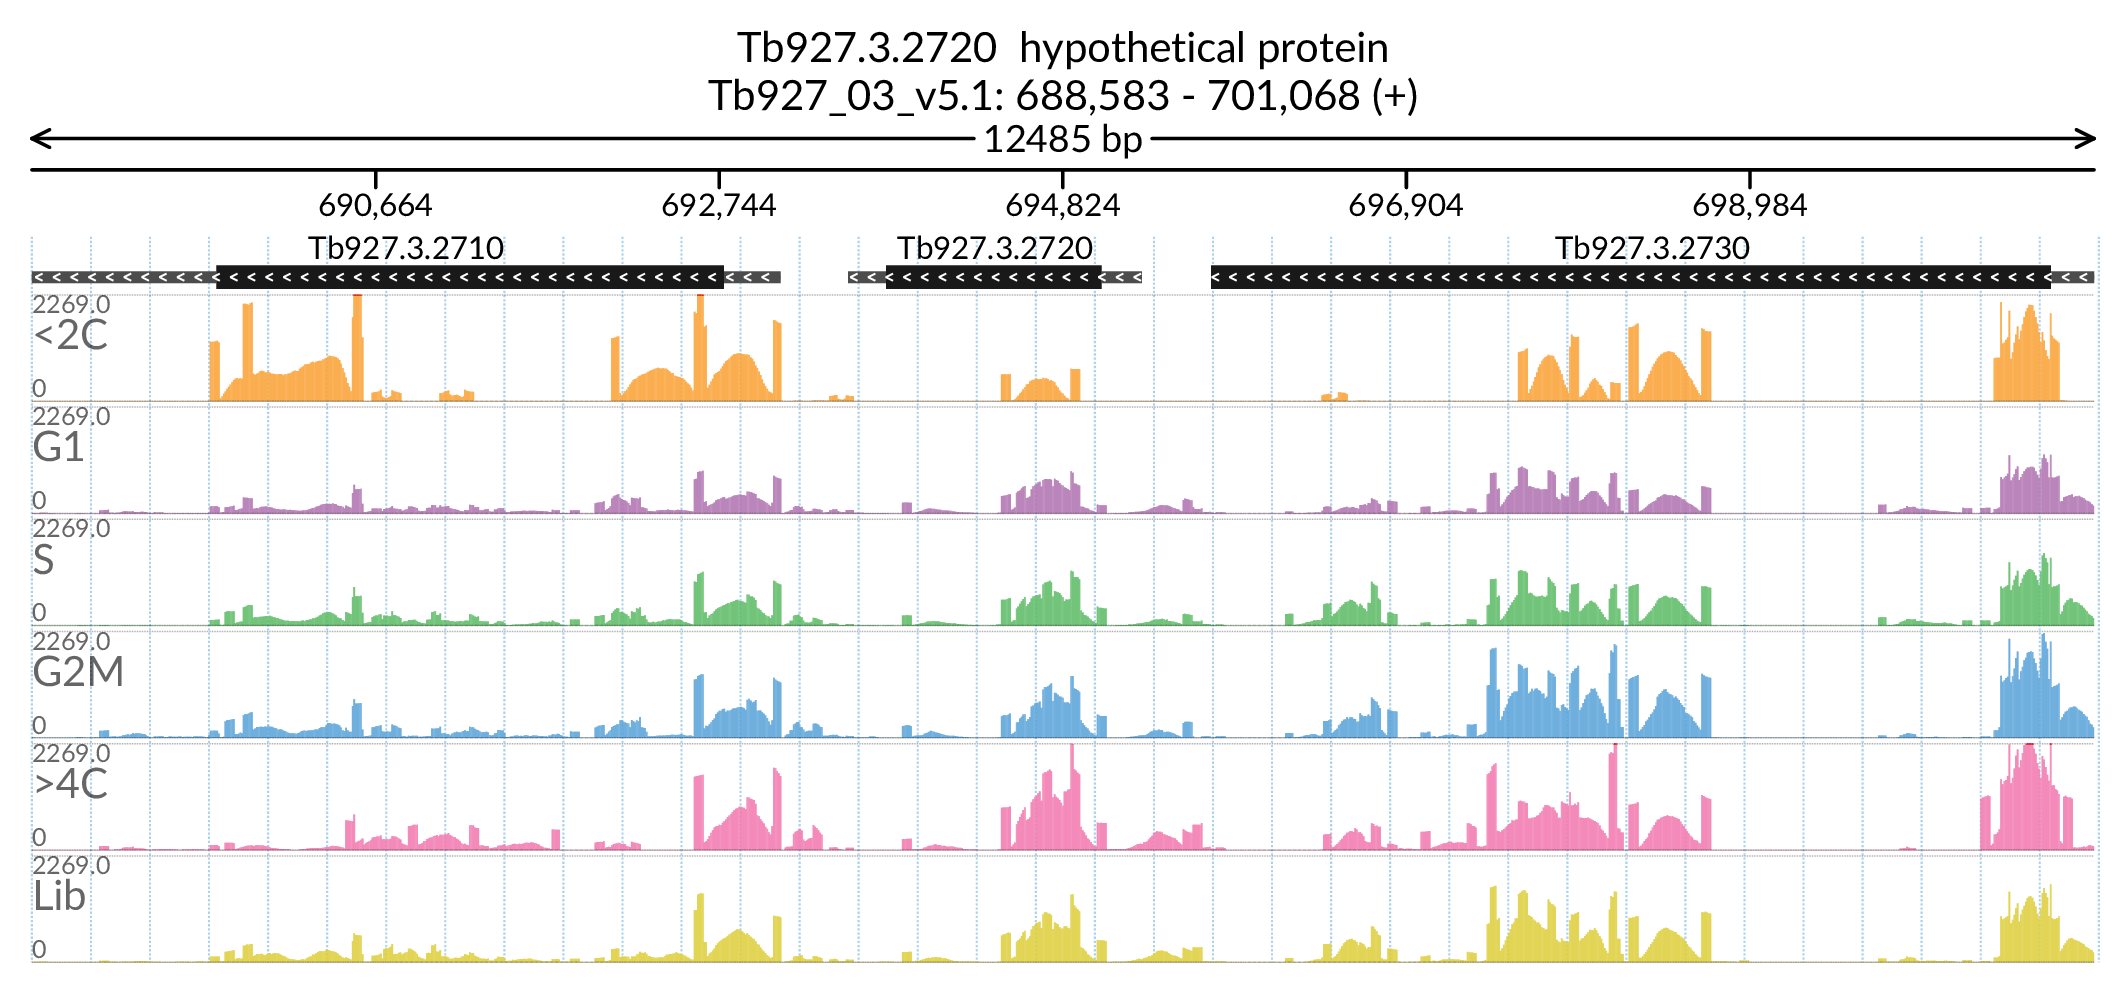 Tb927.3.2720  hypothetical protein
Tb927_03_v5.1: 688,583 - 701,068 (+)
12485 bp
690,664 692,744 694,824 696,904 698,984
Tb927.3.2710 Tb927.3.2720 Tb927.3.2730
2269.0
<2C
0
2269.0
G1
0
2269.0
S
0
2269.0
G2M
0
2269.0
>4C
0
2269.0
Lib
0